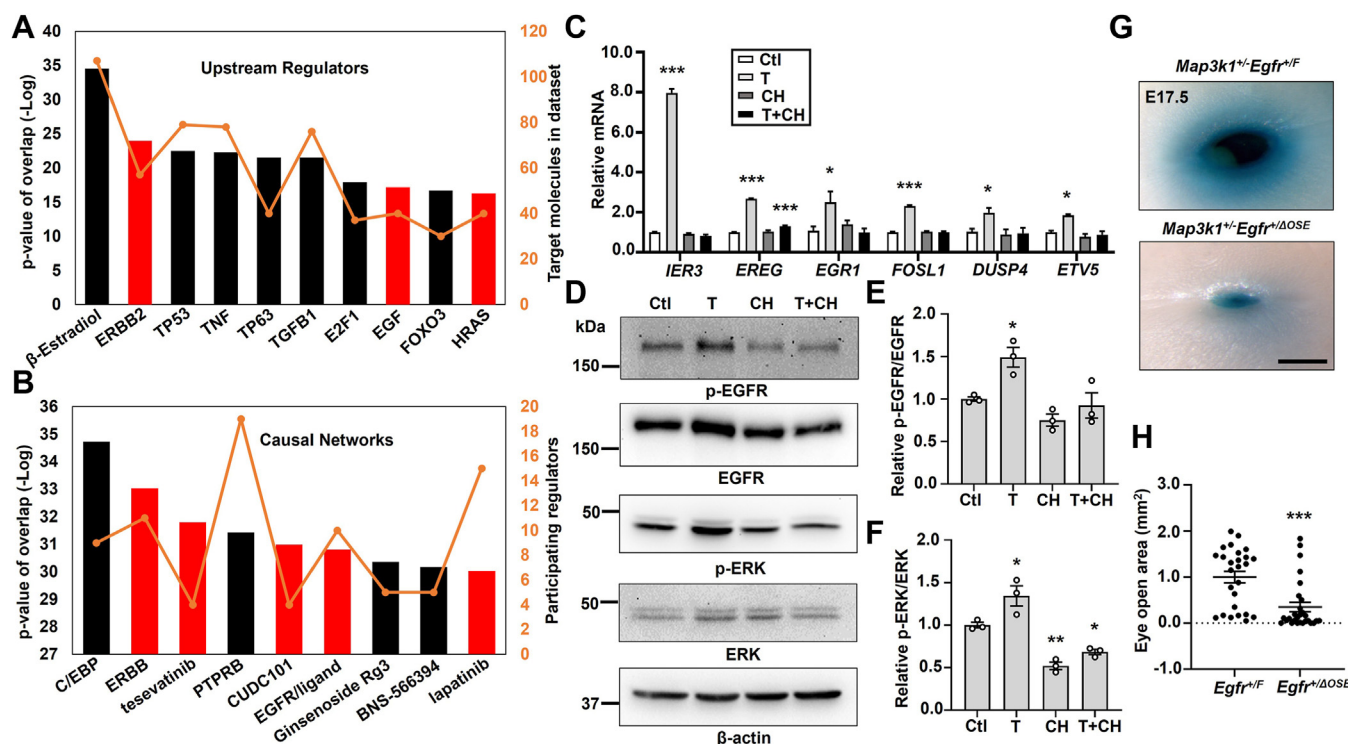 A
Upstream Regulators
p-value of overlap (-Log)
40
35
30
25
20
15
10
5
0
120
100
80
60
40
20
0
Target molecules in dataset
β-Estradiol
ERBB2
TP53
TNF
TP63
TGFB1
E2F1
EGF
FOXO3
HRAS
B
Causal Networks
p-value of overlap (-Log)
36
35
34
33
32
31
30
29
28
27
20
18
16
14
12
10
8
6
4
2
0
Participating regulators
C/EBP
ERBB
tesevatinib
PTPRB
CUDC101
EGFR/ligand
Ginsenoside Rg3
BNS-566394
lapatinib
C
Relative mRNA
10.0
8.0
6.0
4.0
2.0
0.0
Ctl
T
CH
T+CH
***
***
***
*
***
*
*
IER3
EREG
EGR1
FOSL1
DUSP4
ETV5
D
Ctl T CH T+CH
kDa
150
p-EGFR
150
EGFR
50
p-ERK
50
ERK
37
ß-actin
E
Relative p-EGFR/EGFR
2.0
1.5
1.0
0.5
0.0
*
Ctl T CH T+CH
F
Relative p-ERK/ERK
2.0
1.5
1.0
0.5
0.0
*
**
*
Ctl T CH T+CH
G
Map3k1+/-Egfr+/F
E17.5
Map3k1+/-Egfr+/ΔOSE
H
Eye open area (mm2)
3.0
2.0
1.0
0.0
-1.0
***
Egfr+/F
Egfr+/ΔOSE